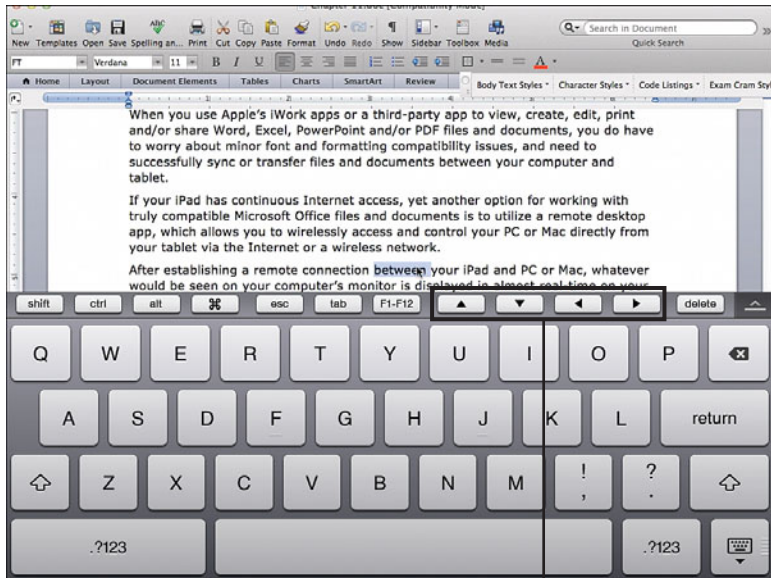 Chapter 11.doc [Compatibility Mode]
Search in Document
New Templates Open Save Spelling an... Print Cut Copy Paste Format Undo Redo Show Sidebar Toolbox Media Quick Search
FT Verdana 11 B I U A
Home Layout Document Elements Tables Charts SmartArt Review Body Text Styles Character Styles Code Listings Exam Cram Sty
When you use Apple's iWork apps or a third-party app to view, create, edit, print
and/or share Word, Excel, PowerPoint and/or PDF files and documents, you do have
to worry about minor font and formatting compatibility issues, and need to
successfully sync or transfer files and documents between your computer and
tablet.
If your iPad has continuous Internet access, yet another option for working with
truly compatible Microsoft Office files and documents is to utilize a remote desktop
app, which allows you to wirelessly access and control your PC or Mac directly from
your tablet via the Internet or a wireless network.
After establishing a remote connection between your iPad and PC or Mac, whatever
would be seen on your computer's monitor is displayed in almost real-time on your
shift ctrl alt ⌘ esc tab F1-F12 ▲ ▼ ◀ ▶ delete
Q W E R T Y U I O P
A S D F G H J K L return
Z X C V B N M ! , ? .
.?123 .?123